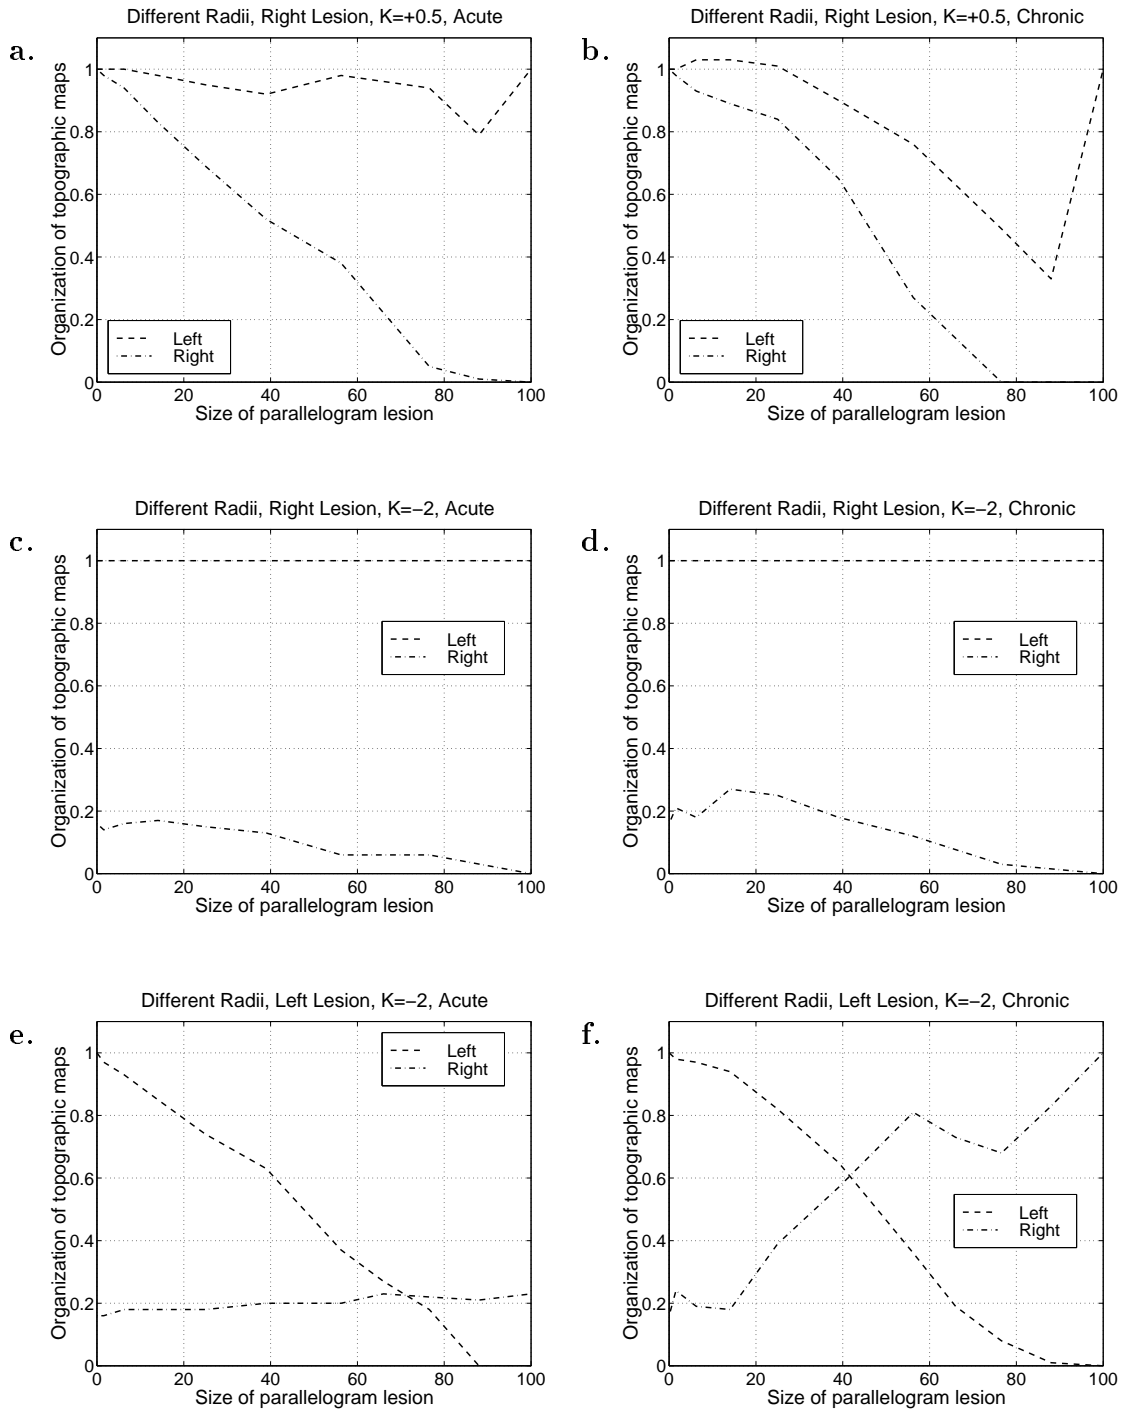 a.
Different Radii, Right Lesion, K=+0.5, Acute
Organization of topographic maps
1
0.8
0.6
0.4
0.2
0
Left
Right
0 20 40 60 80 100
Size of parallelogram lesion
b.
Different Radii, Right Lesion, K=+0.5, Chronic
Organization of topographic maps
1
0.8
0.6
0.4
0.2
0
Left
Right
0 20 40 60 80 100
Size of parallelogram lesion
c.
Different Radii, Right Lesion, K=−2, Acute
Organization of topographic maps
1
0.8
0.6
0.4
0.2
0
Left
Right
0 20 40 60 80 100
Size of parallelogram lesion
d.
Different Radii, Right Lesion, K=−2, Chronic
Organization of topographic maps
1
0.8
0.6
0.4
0.2
0
Left
Right
0 20 40 60 80 100
Size of parallelogram lesion
e.
Different Radii, Left Lesion, K=−2, Acute
Organization of topographic maps
1
0.8
0.6
0.4
0.2
0
Left
Right
0 20 40 60 80 100
Size of parallelogram lesion
f.
Different Radii, Left Lesion, K=−2, Chronic
Organization of topographic maps
1
0.8
0.6
0.4
0.2
0
Left
Right
0 20 40 60 80 100
Size of parallelogram lesion